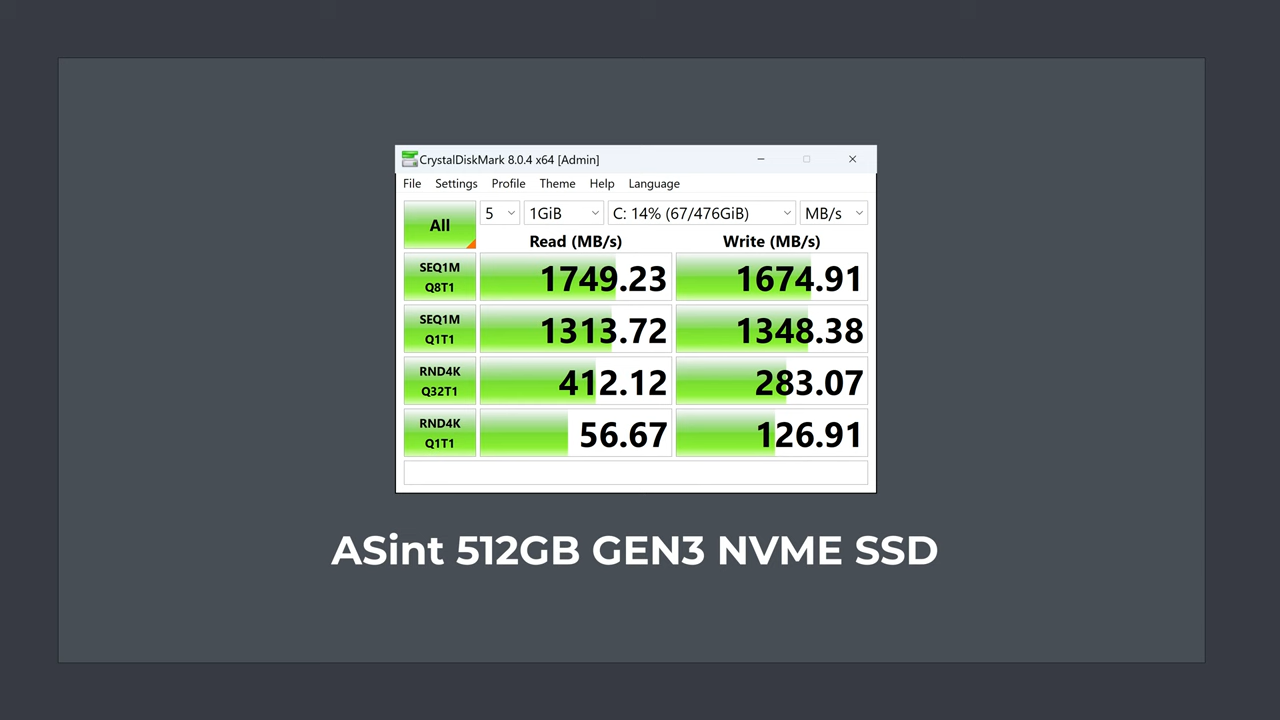 CrystalDiskMark 8.0.4 x64 [Admin]
File Settings Profile Theme Help Language
All 5 1GiB C: 14% (67/476GiB) MB/s
Read (MB/s) Write (MB/s)
SEQ1M Q8T1 1749.23 1674.91
SEQ1M Q1T1 1313.72 1348.38
RND4K Q32T1 412.12 283.07
RND4K Q1T1 56.67 126.91
ASint 512GB GEN3 NVME SSD